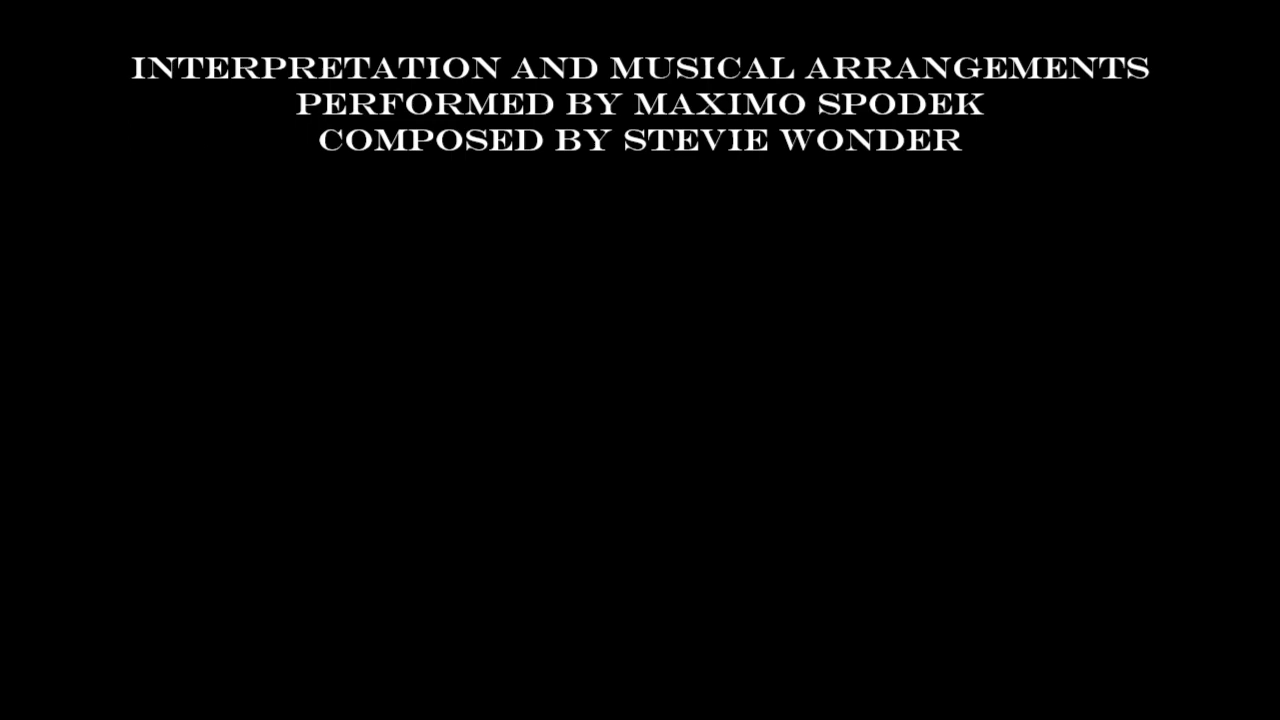 INTERPRETATION AND MUSICAL ARRANGEMENTS
PERFORMED BY MAXIMO SPODEK
COMPOSED BY STEVIE WONDER